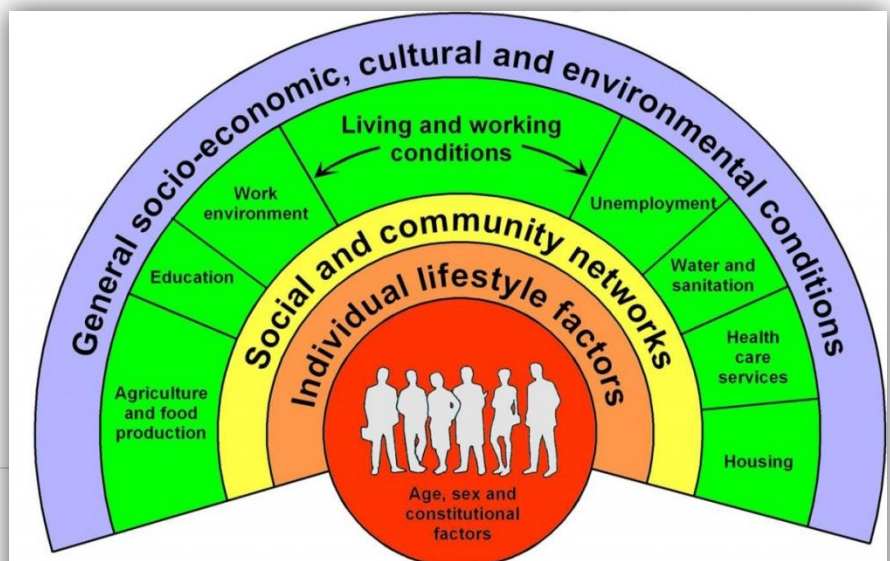 General socio-economic, cultural and environmental conditions
Living and working
conditions
Work
environment
Unemployment
Education
Water and
sanitation
Agriculture
and food
production
Health
care
services
Housing
Social and community networks
Individual lifestyle factors
Age, sex and
constitutional
factors